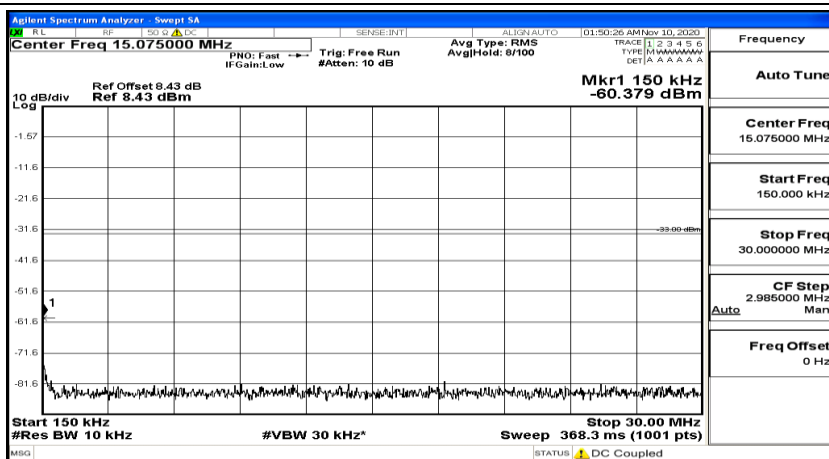 Agilent Spectrum Analyzer - Swept SA
LXI RL RF 50 Ω DC SENSE:INT ALIGN AUTO 01:50:26 AM Nov 10, 2020
Center Freq 15.075000 MHz
PNO: Fast
IFGain:Low
Trig: Free Run
#Atten: 10 dB
Avg Type: RMS
Avg|Hold: 8/100
TRACE 1 2 3 4 5 6
TYPE M
DET A A A A A A
Ref Offset 8.43 dB
Ref 8.43 dBm
10 dB/div
Log
Mkr1 150 kHz
-60.379 dBm
-1.57
-11.6
-21.6
-31.6
-33.00 dBm
-41.6
-51.6
1
-61.6
-71.6
-81.6
Start 150 kHz
Stop 30.00 MHz
#Res BW 10 kHz
#VBW 30 kHz*
Sweep 368.3 ms (1001 pts)
MSG
STATUS
DC Coupled
Frequency
Auto Tune
Center Freq
15.075000 MHz
Start Freq
150.000 kHz
Stop Freq
30.000000 MHz
CF Step
2.985000 MHz
Auto Man
Freq Offset
0 Hz